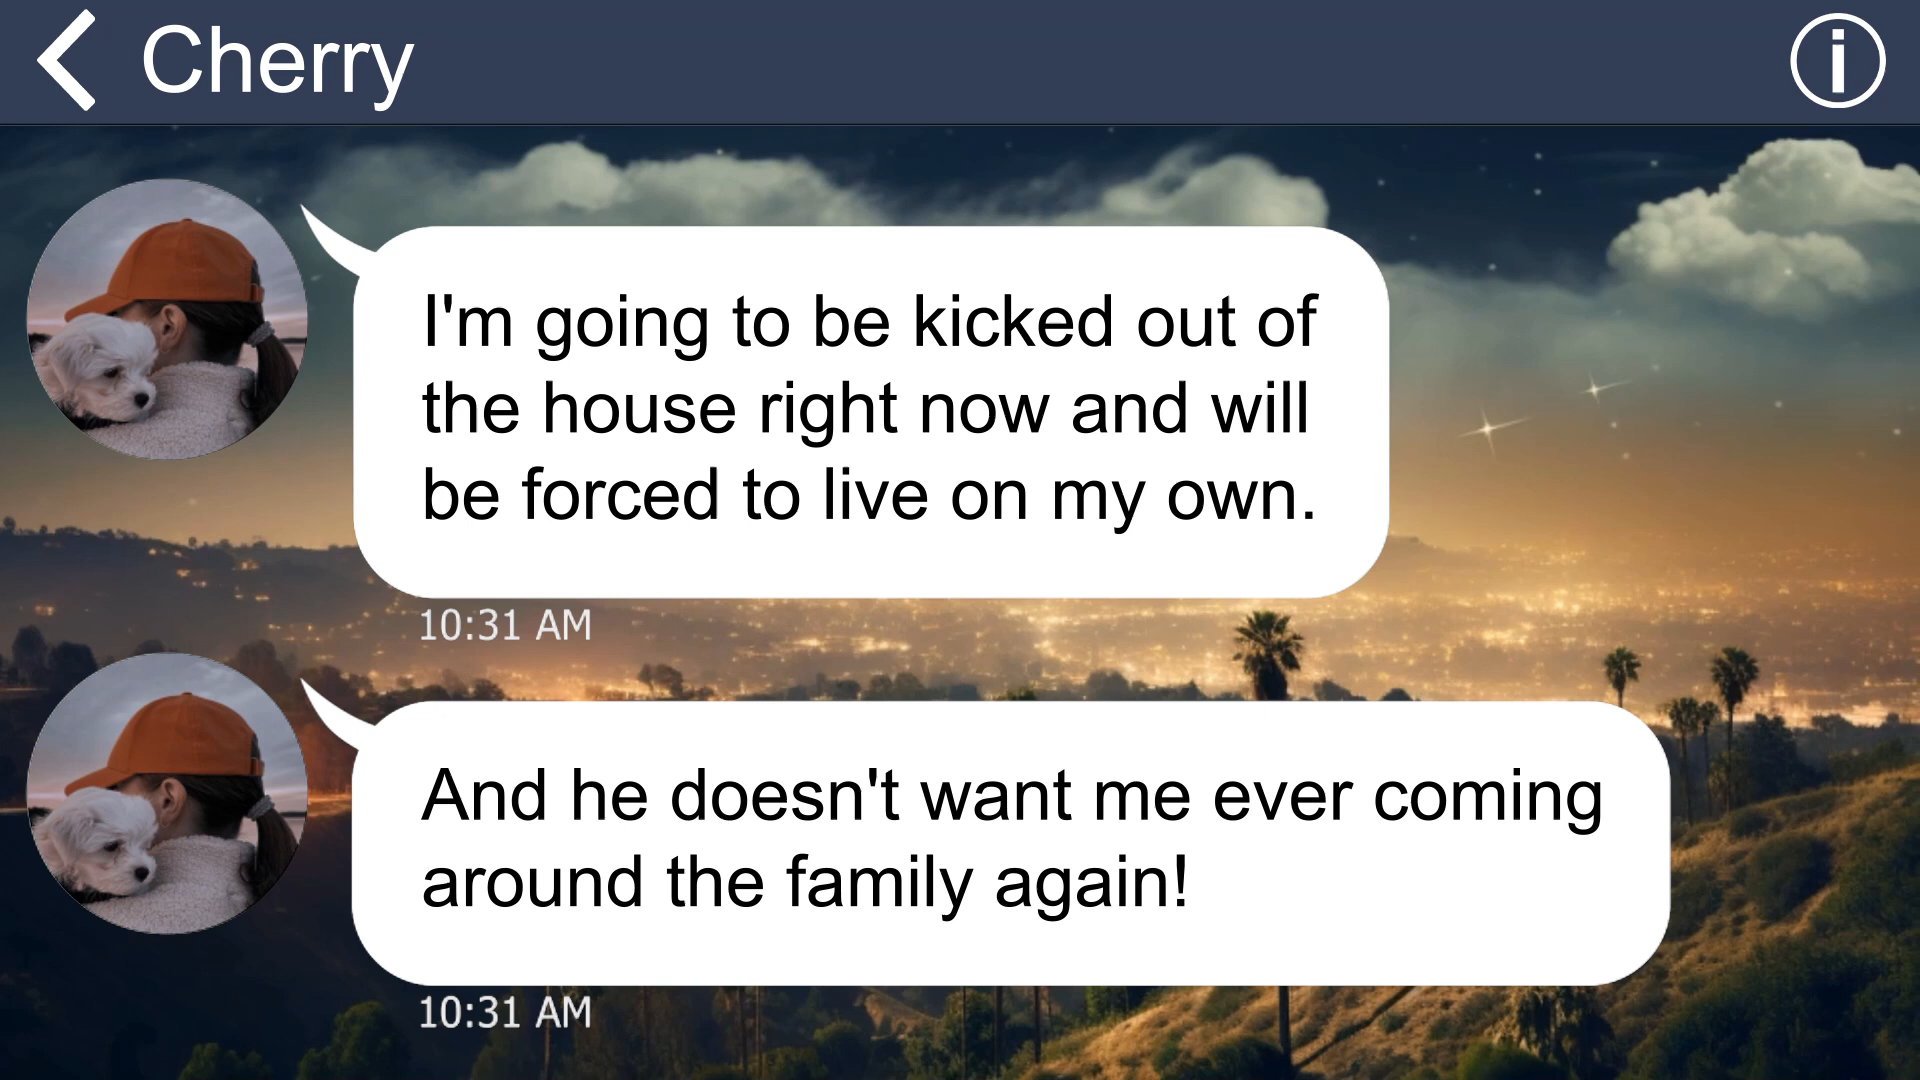 Cherry
I'm going to be kicked out of
the house right now and will
be forced to live on my own.
10:31 AM
And he doesn't want me ever coming
around the family again!
10:31 AM